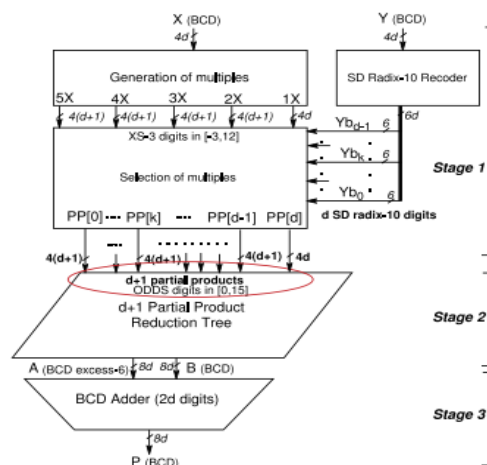 X (BCD) Y (BCD)
4d 4d
Generation of multiples SD Radix-10 Recoder
5X 4X 3X 2X 1X
4(d+1) 4(d+1) 4(d+1) 4(d+1) 4d 6d
XS-3 digits in [-3,12] Ybd-1 6
Ybk 6 Stage 1
Selection of multiples
Yb0 6
PP[0] PP[k] PP[d-1] PP[d] d SD radix-10 digits
4(d+1) 4(d+1) 4(d+1) 4d
d+1 partial products
ODDS digits in [0,15]
d+1 Partial Product Stage 2
Reduction Tree
A (BCD excess-6) 8d 8d B (BCD)
BCD Adder (2d digits) Stage 3
8d
P (BCD)